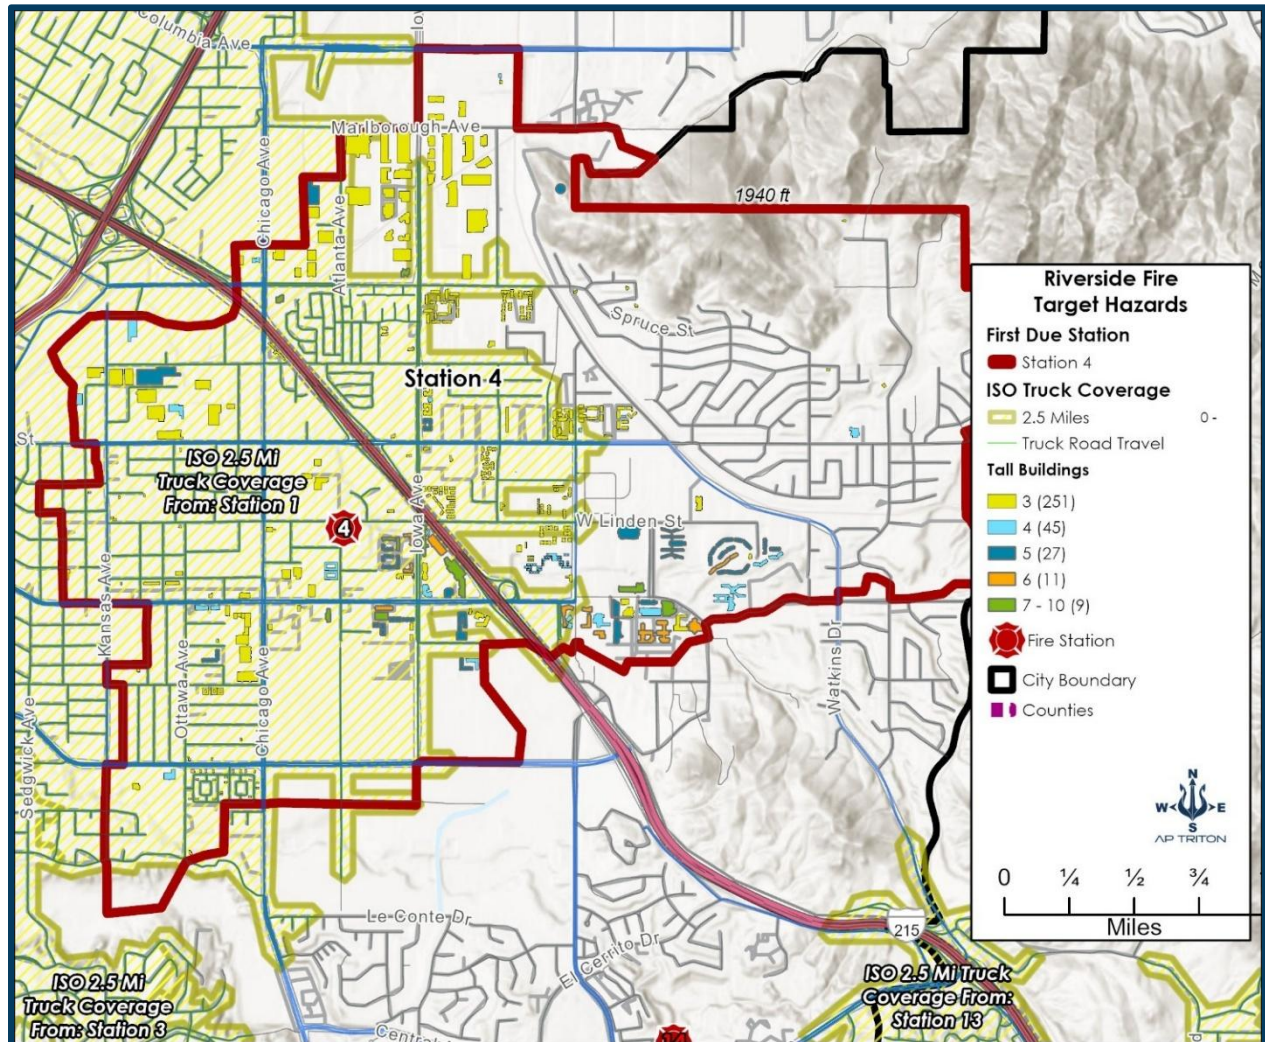 Columbia Ave
Iow
Marlborough Ave
Chicago Ave
Atlanta Ave
1940 ft
Spruce St
Station 4
St
ISO 2.5 Mi
Truck Coverage
From: Station 1
4
Iowa Ave
W Linden St
Kansas Ave
Ottawa Ave
Chicago Ave
Sedgwick Ave
Watkins Dr
Le Conte Dr
El Cerrito Dr
215
ISO 2.5 Mi
Truck Coverage
From: Station 3
ISO 2.5 Mi Truck
Coverage From:
Station 13
Central
Riverside Fire
Target Hazards
First Due Station
Station 4
ISO Truck Coverage
2.5 Miles
0 -
Truck Road Travel
Tall Buildings
3 (251)
4 (45)
5 (27)
6 (11)
7 - 10 (9)
Fire Station
City Boundary
Counties
N
W E
S
AP TRITON
0 ¼ ½ ¾
Miles